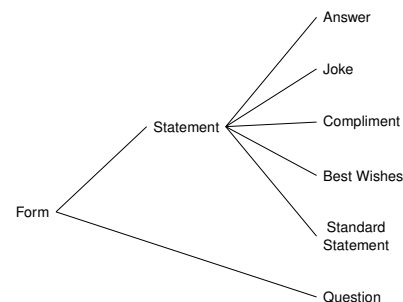 Answer
Joke
Compliment
Statement
Best Wishes
Form
Standard
Statement
Question